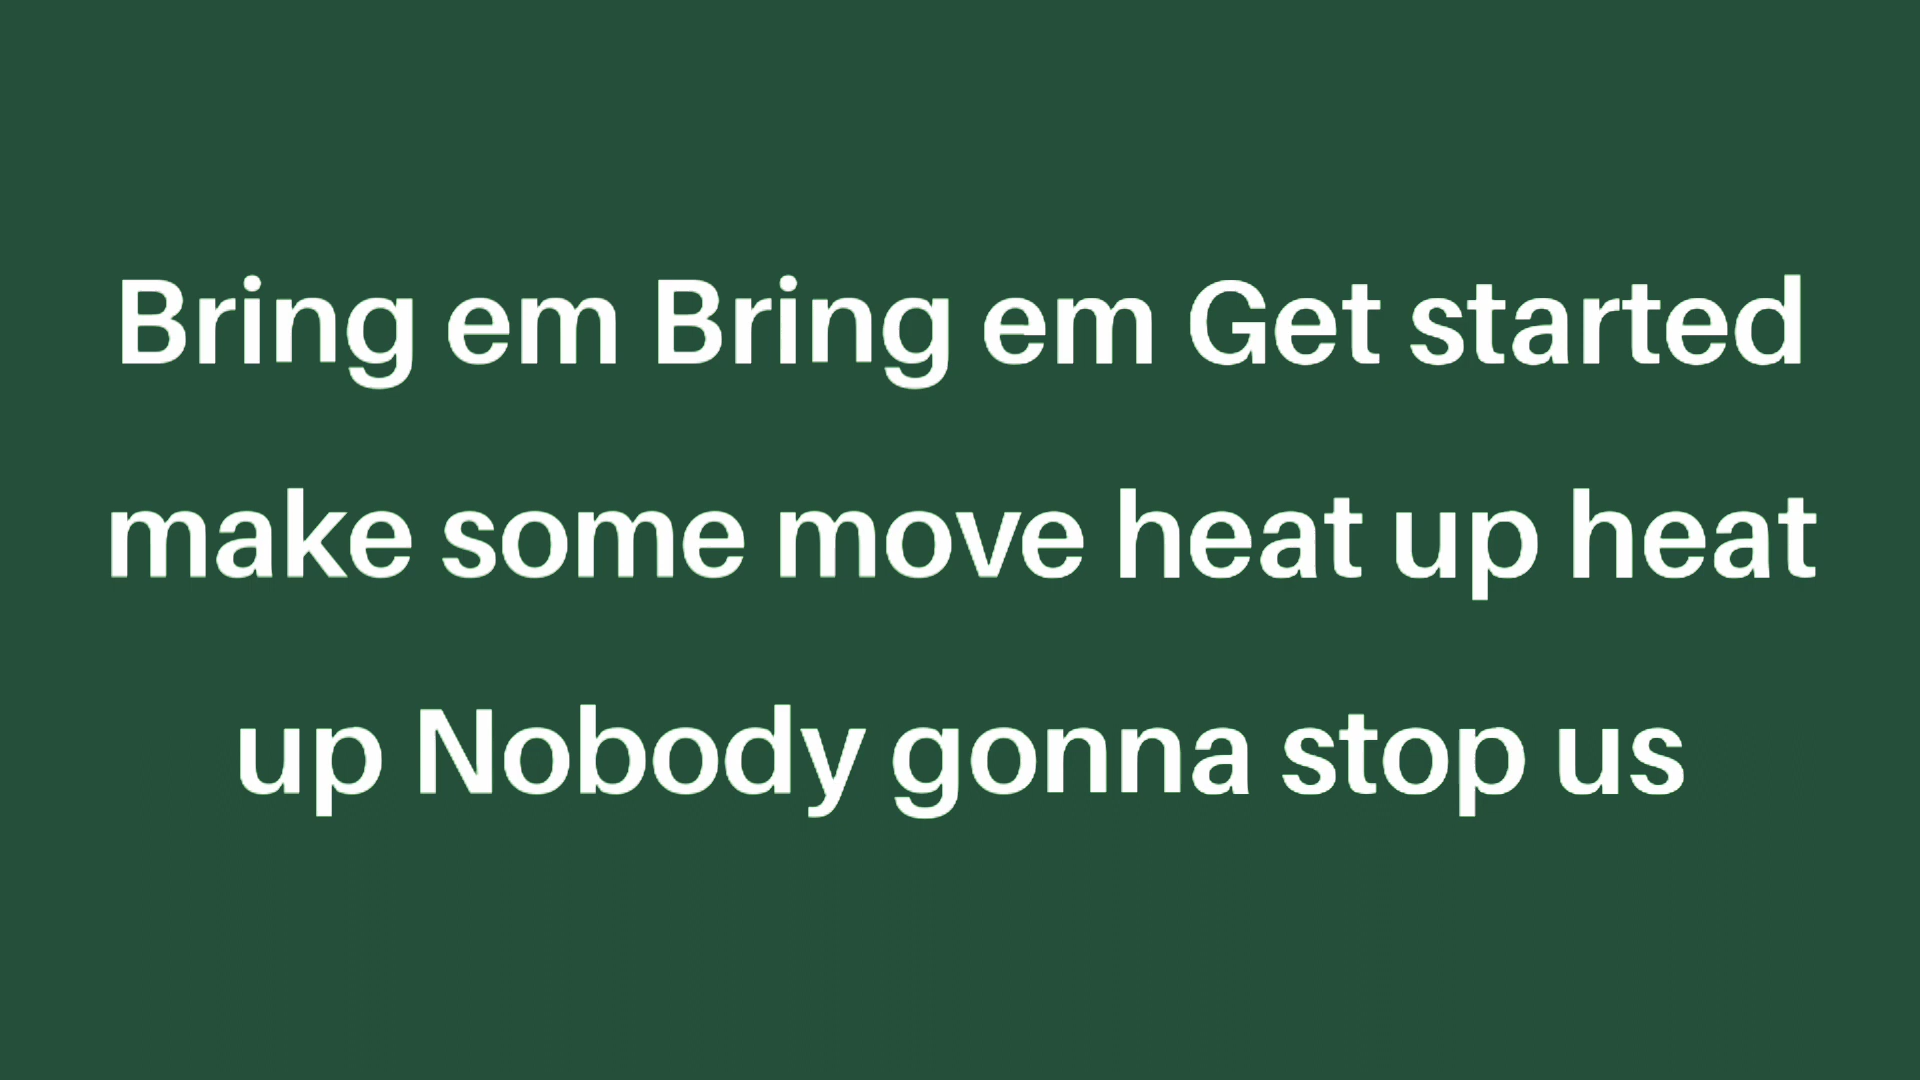 Bring em Bring em Get started
make some move heat up heat
up Nobody gonna stop us